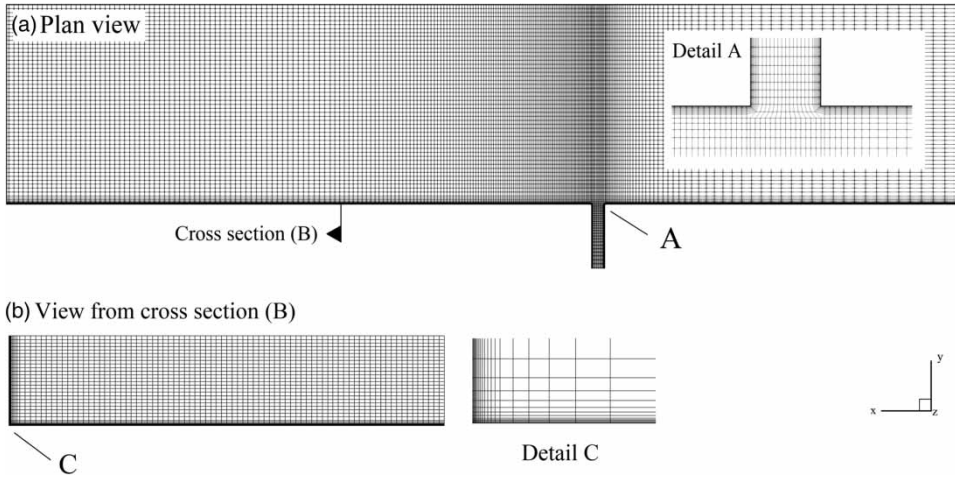 (a) Plan view
Detail A
Cross section (B)
A
(b) View from cross section (B)
C
Detail C
y
x
z